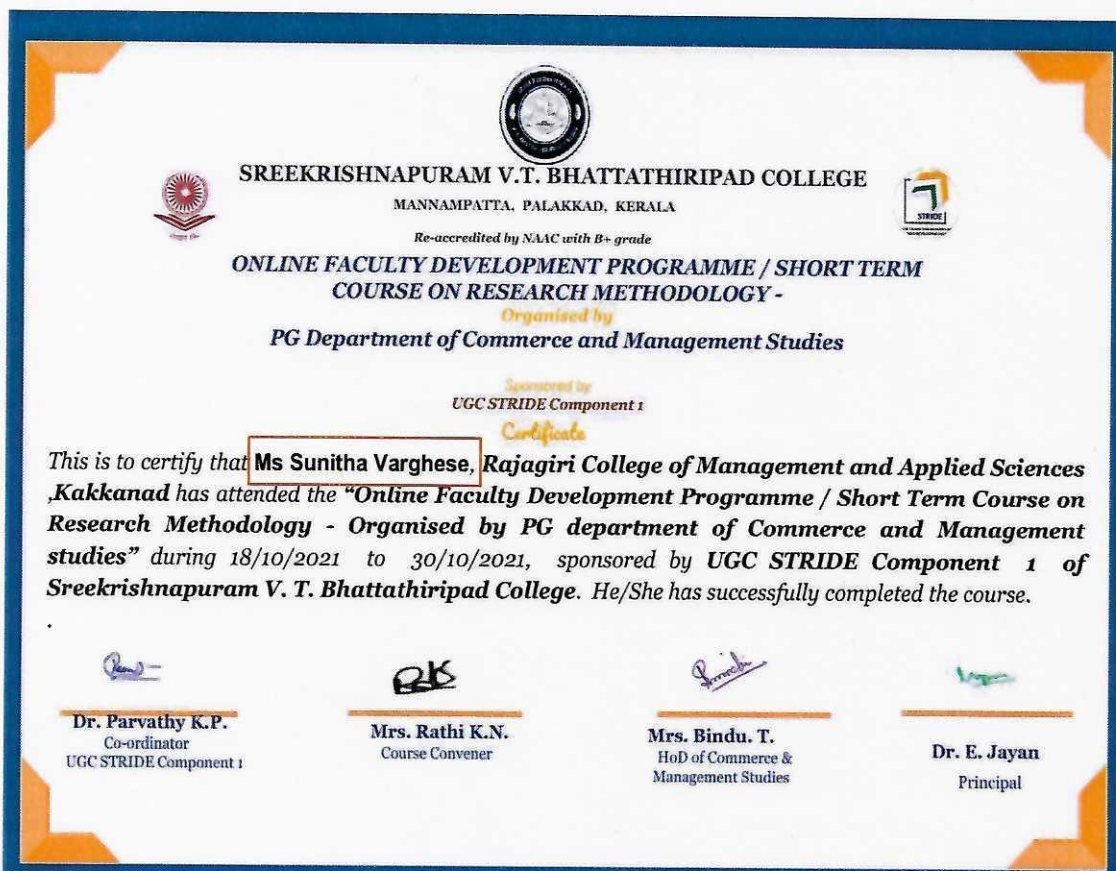 SREEKRISHNAPURAM V.T. BHATTATHIRIPAD COLLEGE
MANNAMPATTA, PALAKKAD, KERALA
STRIDE
Re-accredited by NAAC with B+ grade
ONLINE FACULTY DEVELOPMENT PROGRAMME / SHORT TERM
COURSE ON RESEARCH METHODOLOGY -
Organised by
PG Department of Commerce and Management Studies
Sponsored by
UGC STRIDE Component 1
Certificate
This is to certify that Ms Sunitha Varghese, Rajagiri College of Management and Applied Sciences
,Kakkanad has attended the "Online Faculty Development Programme / Short Term Course on
Research Methodology - Organised by PG department of Commerce and Management
studies" during 18/10/2021 to 30/10/2021, sponsored by UGC STRIDE Component 1 of
Sreekrishnapuram V. T. Bhattathiripad College. He/She has successfully completed the course.
.
Dr. Parvathy K.P.
Co-ordinator
UGC STRIDE Component 1
Mrs. Rathi K.N.
Course Convener
Mrs. Bindu. T.
HoD of Commerce &
Management Studies
Dr. E. Jayan
Principal